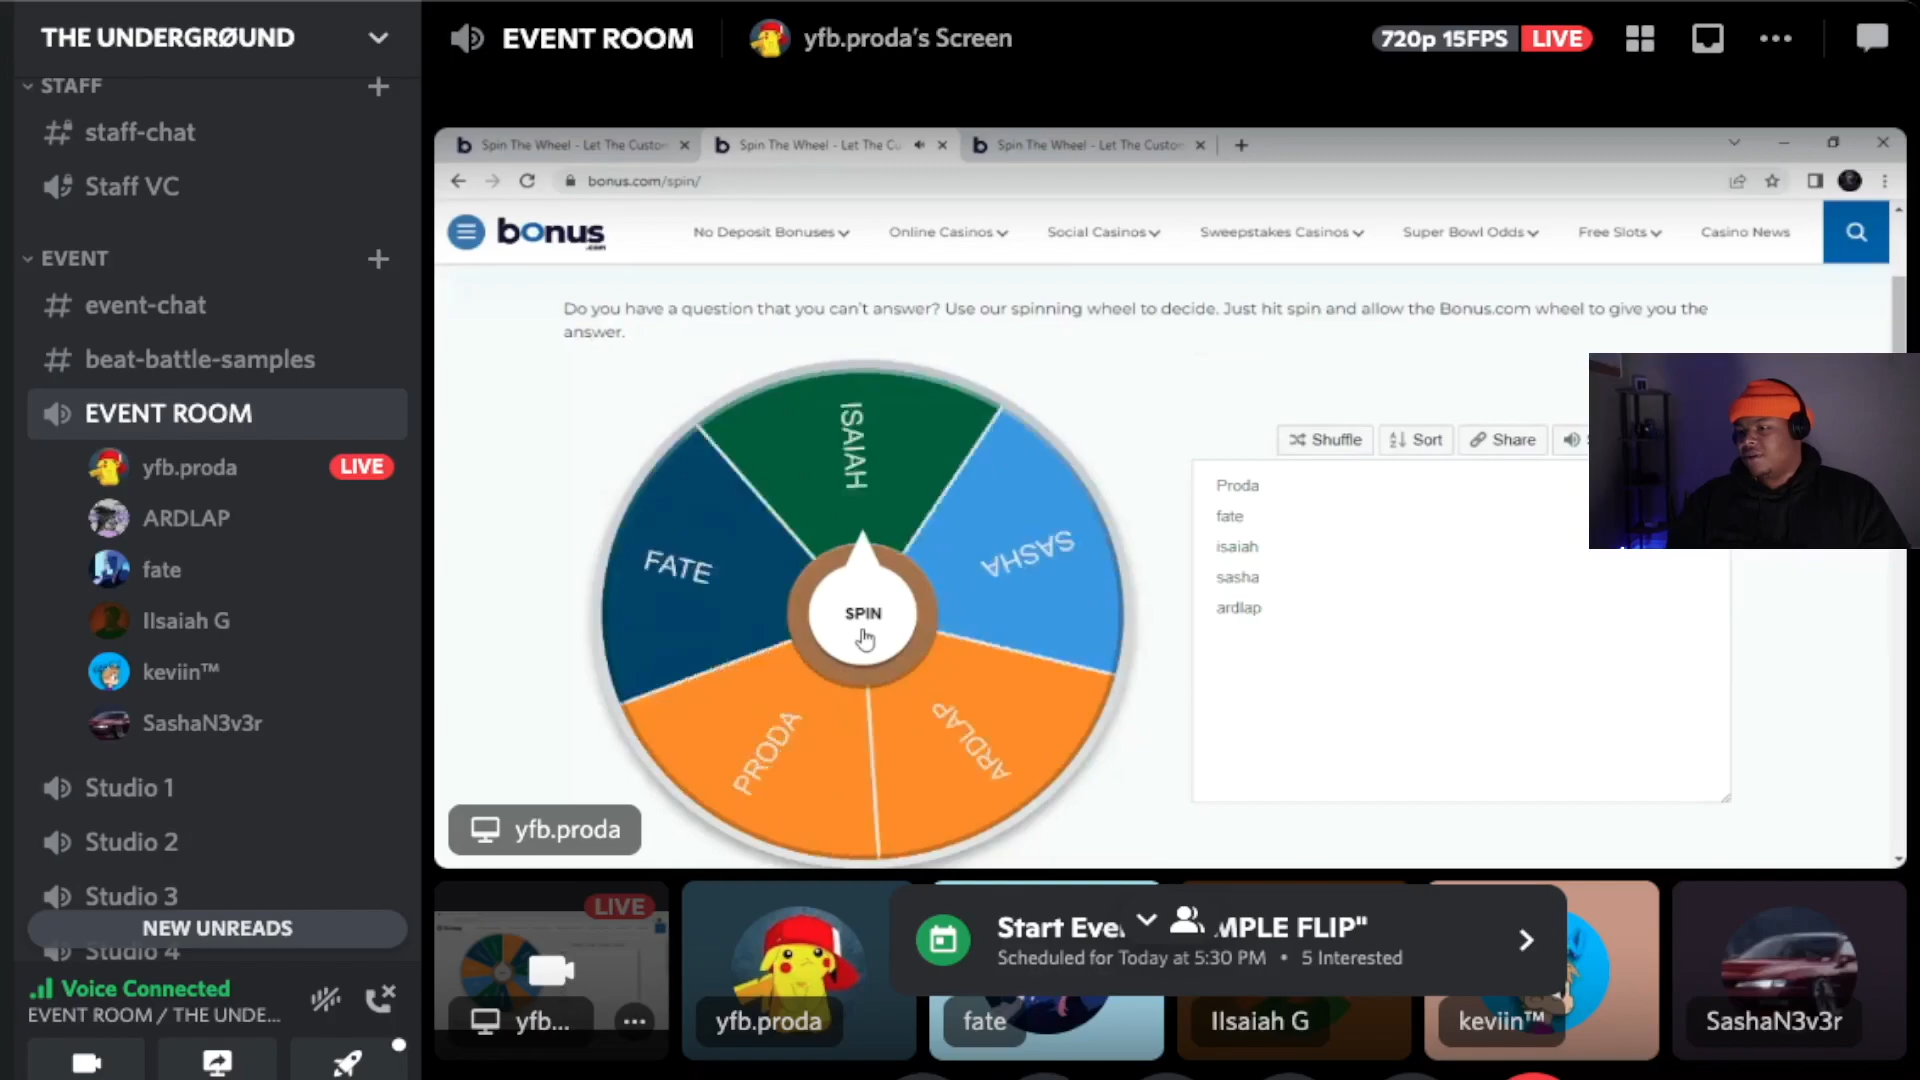 THE UNDERGRØUND
STAFF
staff-chat
Staff VC
EVENT
event-chat
beat-battle-samples
EVENT ROOM
yfb.proda
LIVE
ARDLAP
fate
IIsaiah G
keviin™
SashaN3v3r
Studio 1
Studio 2
Studio 3
NEW UNREADS
Studio 4
Voice Connected
EVENT ROOM / THE UNDE...
EVENT ROOM
yfb.proda's Screen
720p 15FPS
LIVE
Spin The Wheel - Let The Custom
Spin The Wheel - Let The Cu
Spin The Wheel - Let The Custom
bonus.com/spin/
bonus
.com
No Deposit Bonuses
Online Casinos
Social Casinos
Sweepstakes Casinos
Super Bowl Odds
Free Slots
Casino News
Do you have a question that you can't answer? Use our spinning wheel to decide. Just hit spin and allow the Bonus.com wheel to give you the
answer.
ISAIAH
SASHA
FATE
SPIN
PRODA
ARDLAP
Shuffle
Sort
Share
Proda
fate
isaiah
sasha
ardlap
yfb.proda
LIVE
yfb...
yfb.proda
Start Eve
MPLE FLIP"
Scheduled for Today at 5:30 PM • 5 Interested
fate
IIsaiah G
keviin™
SashaN3v3r